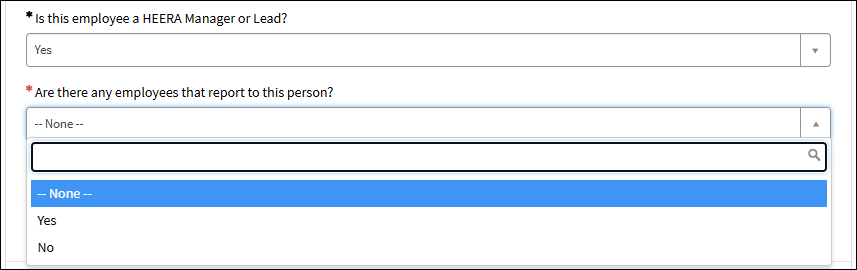 * Is this employee a HEERA Manager or Lead?
Yes
* Are there any employees that report to this person?
-- None --
-- None --
Yes
No